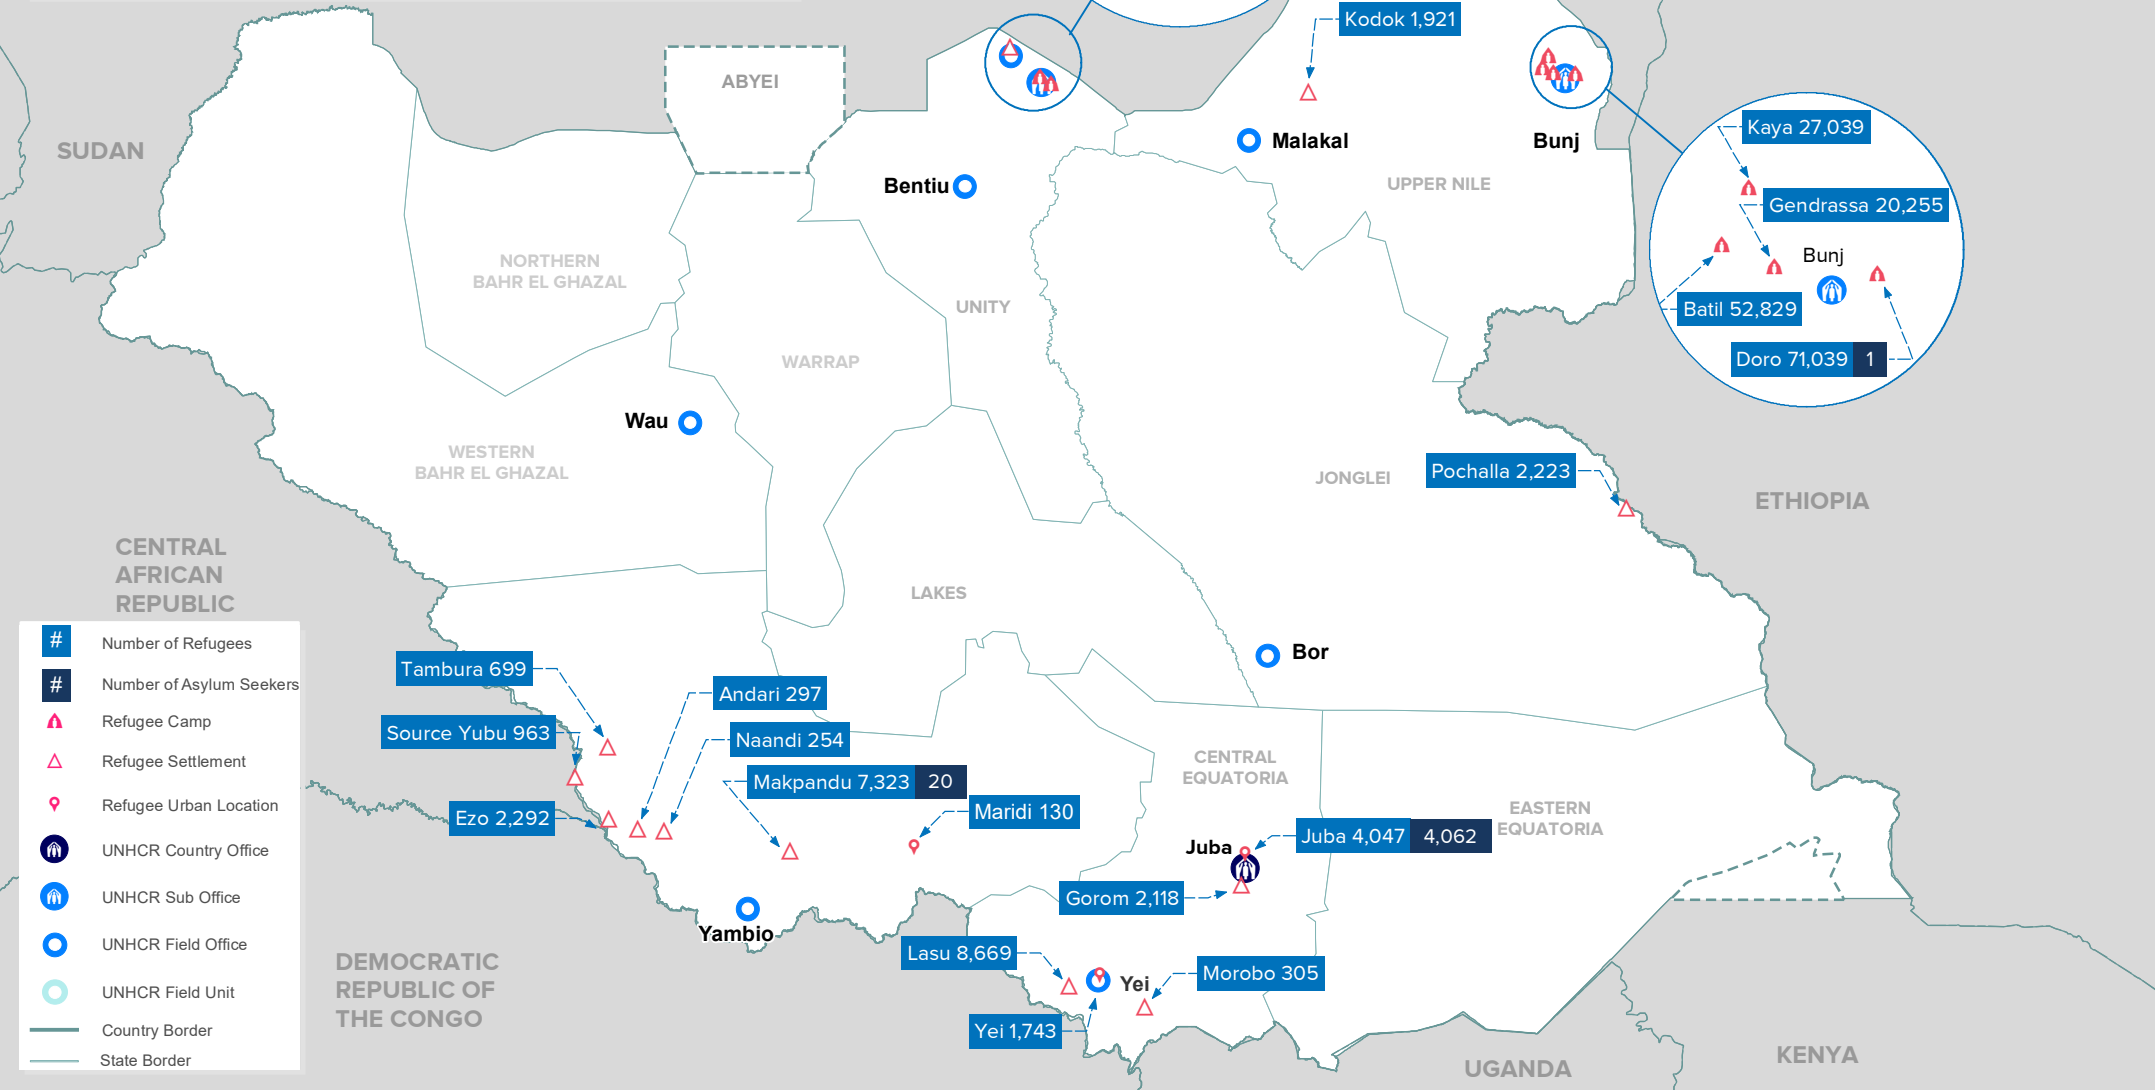 Kodok 1,921
ABYEI
SUDAN
Malakal
Bunj
Kaya 27,039
Bentiu
UPPER NILE
Gendrassa 20,255
Bunj
NORTHERN
BAHR EL GHAZAL
UNITY
Batil 52,829
Doro 71,039 1
WARRAP
Wau
WESTERN
BAHR EL GHAZAL
Pochalla 2,223
JONGLEI
ETHIOPIA
CENTRAL
AFRICAN
REPUBLIC
LAKES
Bor
# Number of Refugees
# Number of Asylum Seekers
Refugee Camp
Refugee Settlement
Refugee Urban Location
UNHCR Country Office
UNHCR Sub Office
UNHCR Field Office
UNHCR Field Unit
Country Border
State Border
Tambura 699
Andari 297
Source Yubu 963
Naandi 254
Makpandu 7,323 20
Maridi 130
Ezo 2,292
CENTRAL
EQUATORIA
EASTERN
EQUATORIA
Juba
Juba 4,047 4,062
Gorom 2,118
Yambio
Lasu 8,669
Yei
Morobo 305
Yei 1,743
DEMOCRATIC
REPUBLIC OF
THE CONGO
UGANDA
KENYA